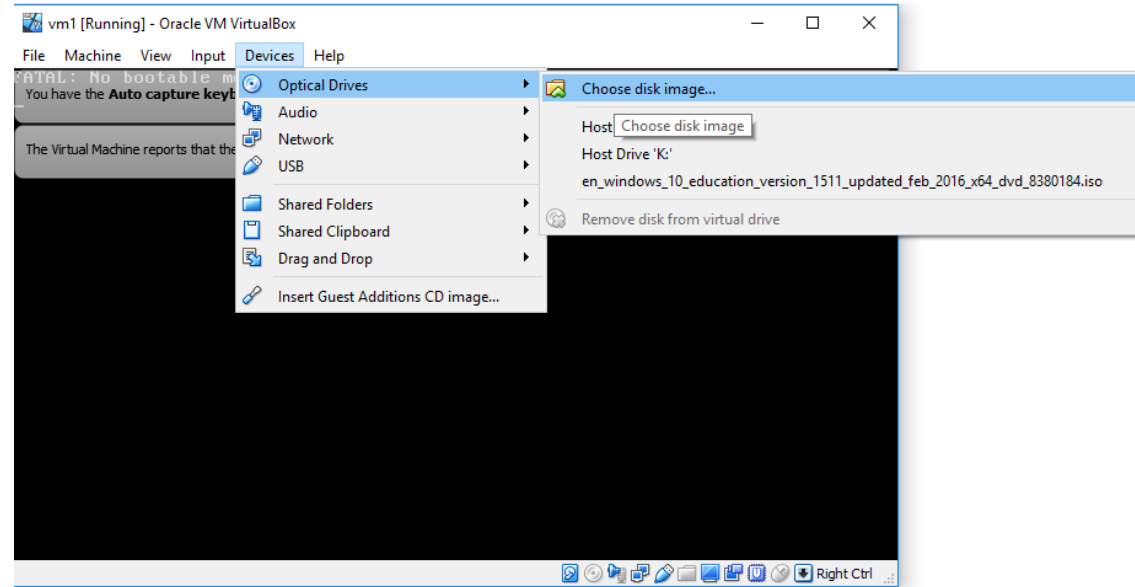 vm1 [Running] - Oracle VM VirtualBox
File Machine View Input Devices Help
FATAL: No bootable m
You have the Auto capture keyb
The Virtual Machine reports that the
Optical Drives
Audio
Network
USB
Shared Folders
Shared Clipboard
Drag and Drop
Insert Guest Additions CD image...
Choose disk image...
Host
Choose disk image
Host Drive 'K:'
en_windows_10_education_version_1511_updated_feb_2016_x64_dvd_8380184.iso
Remove disk from virtual drive
Right Ctrl